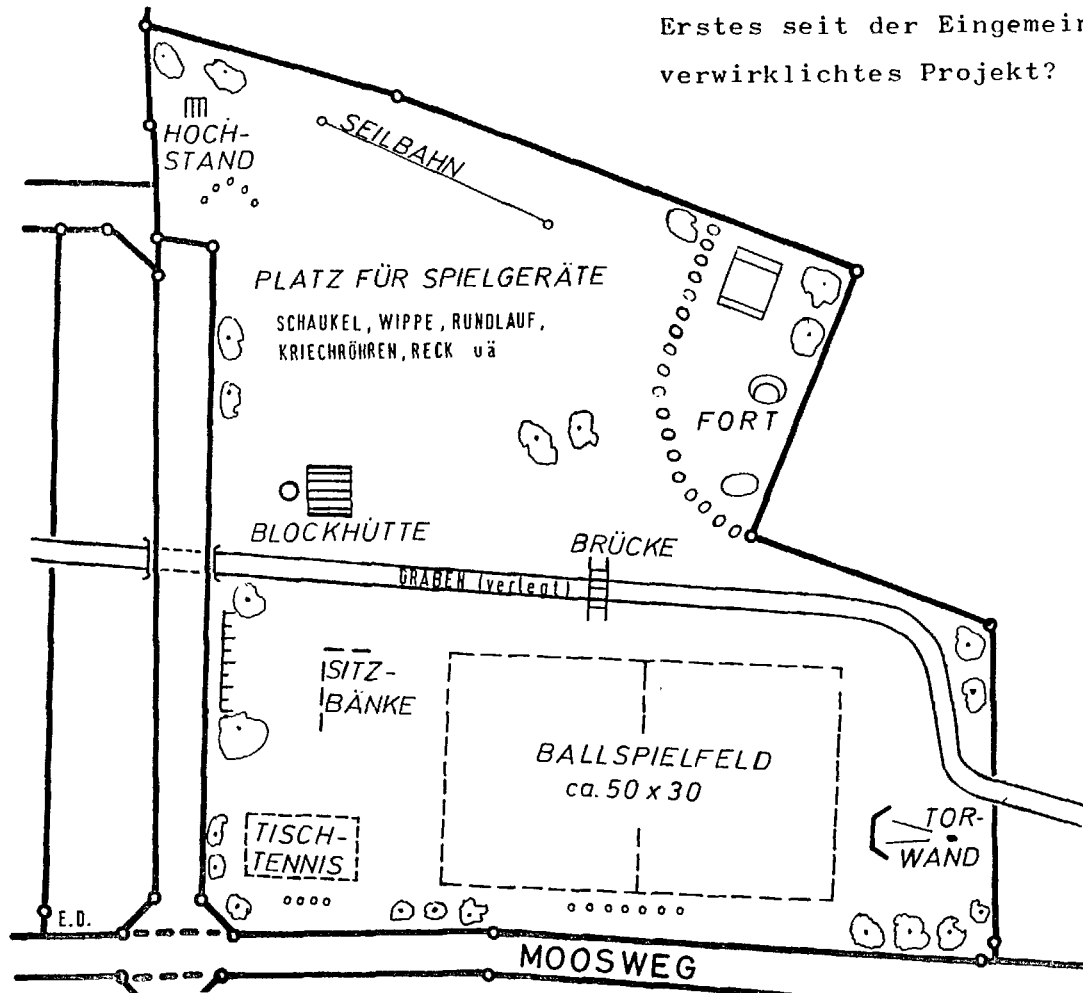 Erstes seit der Eingemein
verwirklichtes Projekt?
HOCH-
STAND
SEILBAHN
PLATZ FÜR SPIELGERÄTE
SCHAUKEL, WIPPE, RUNDLAUF,
KRIECHRÖHREN, RECK uä
FORT
BLOCKHÜTTE
BRÜCKE
GRABEN (verlegt)
SITZ-
BÄNKE
BALLSPIELFELD
ca. 50 x 30
TISCH-
TENNIS
TOR-
WAND
E.D.
MOOSWEG